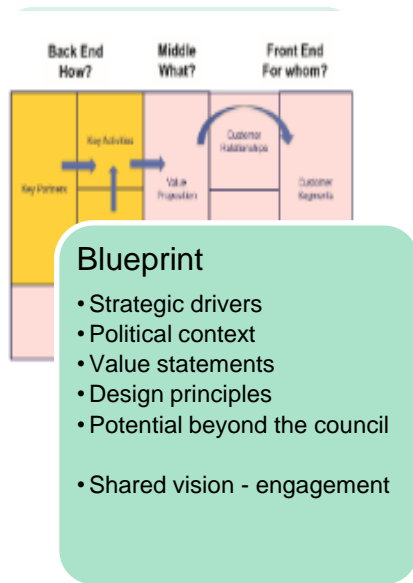 Back End
How?
Middle
What?
Front End
For whom?
Key Partners
Key Activities
Value
Proposition
Customer
Relationships
Customer
Segments
Blueprint
• Strategic drivers
• Political context
• Value statements
• Design principles
• Potential beyond the council
• Shared vision - engagement